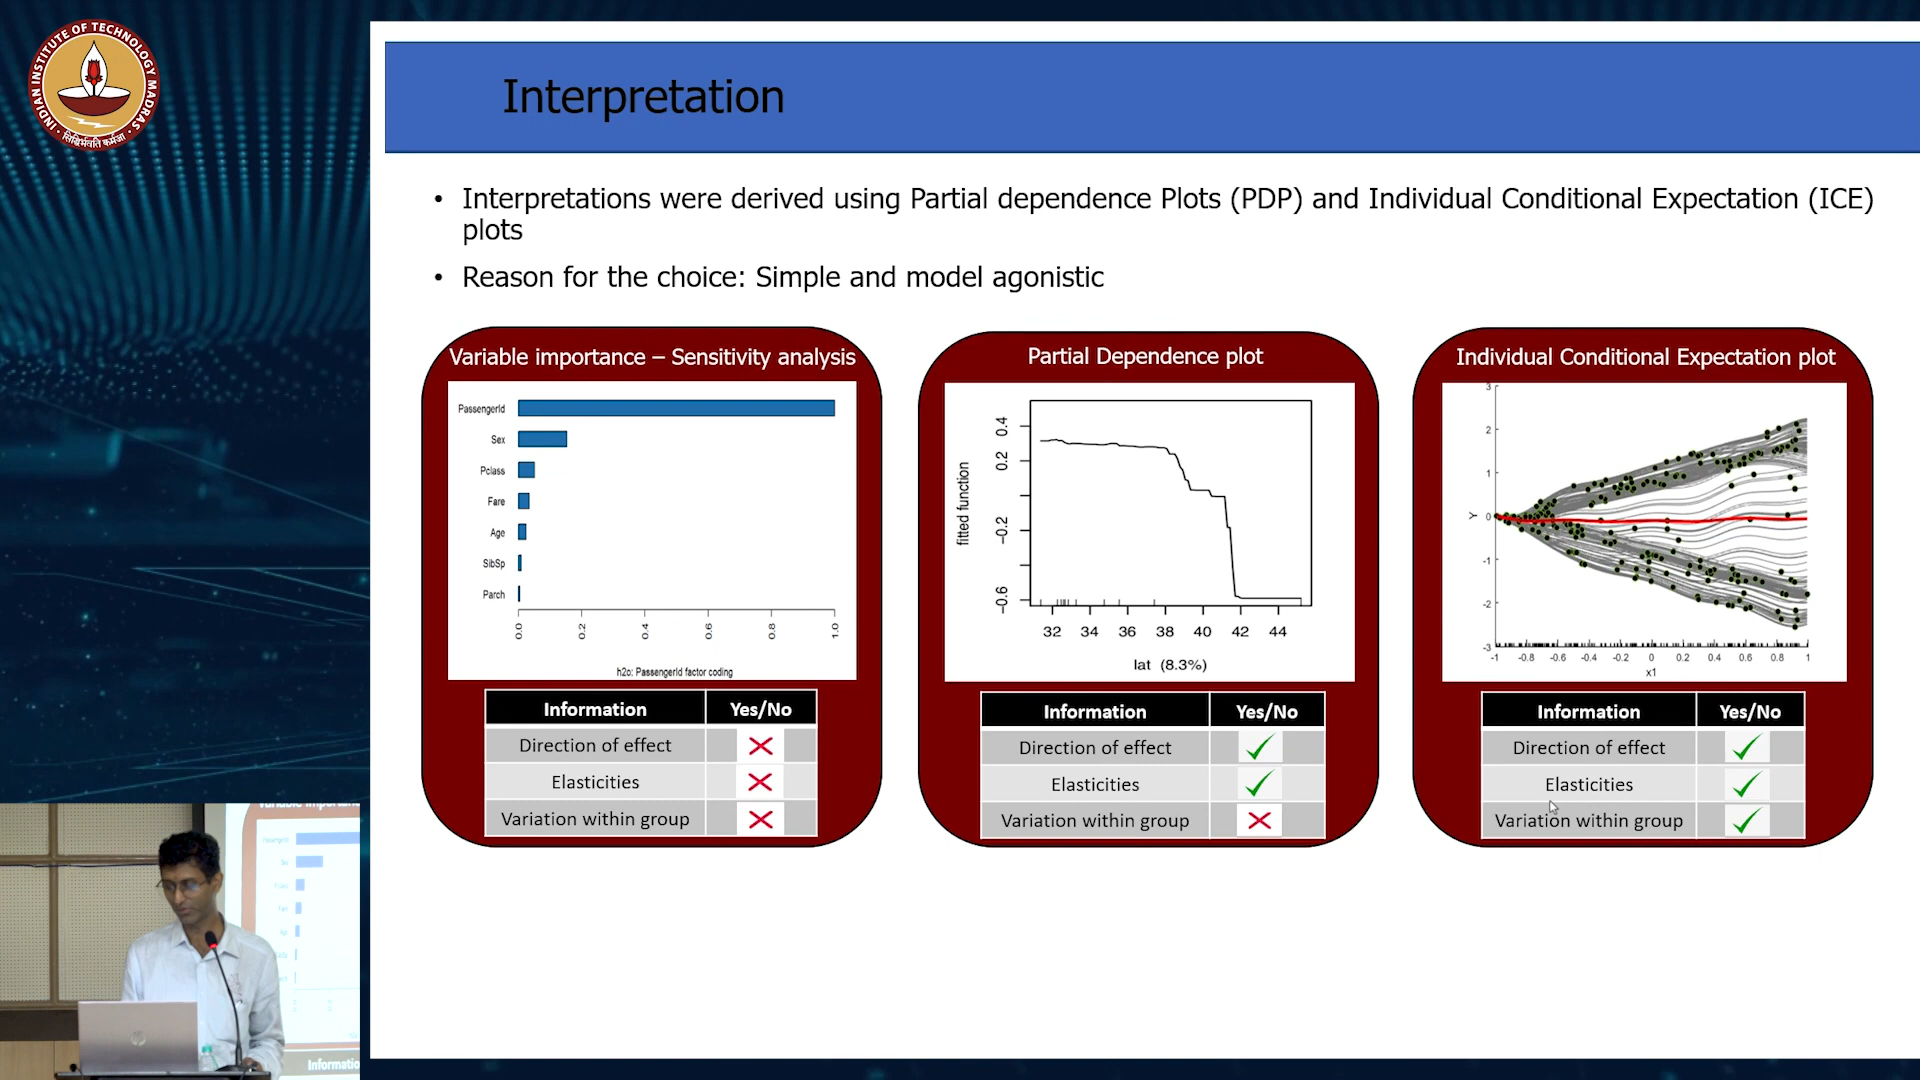 INDIAN INSTITUTE OF TECHNOLOGY MADRAS
सिद्धिर्भवति कर्मजा
Interpretation
• Interpretations were derived using Partial dependence Plots (PDP) and Individual Conditional Expectation (ICE)
plots
• Reason for the choice: Simple and model agonistic
Variable importance – Sensitivity analysis
PassengerId
Sex
Pclass
Fare
Age
SibSp
Parch
0.0 0.2 0.4 0.6 0.8 1.0
h2o: PassengerId factor coding
Information Yes/No
Direction of effect
Elasticities
Variation within group
Partial Dependence plot
fitted function
0.4
0.2
-0.2
-0.6
32 34 36 38 40 42 44
lat (8.3%)
Information Yes/No
Direction of effect
Elasticities
Variation within group
Individual Conditional Expectation plot
3
2
1
0
-1
-2
-3
Y
-1 -0.8 -0.6 -0.4 -0.2 0 0.2 0.4 0.6 0.8 1
x1
Information Yes/No
Direction of effect
Elasticities
Variation within group